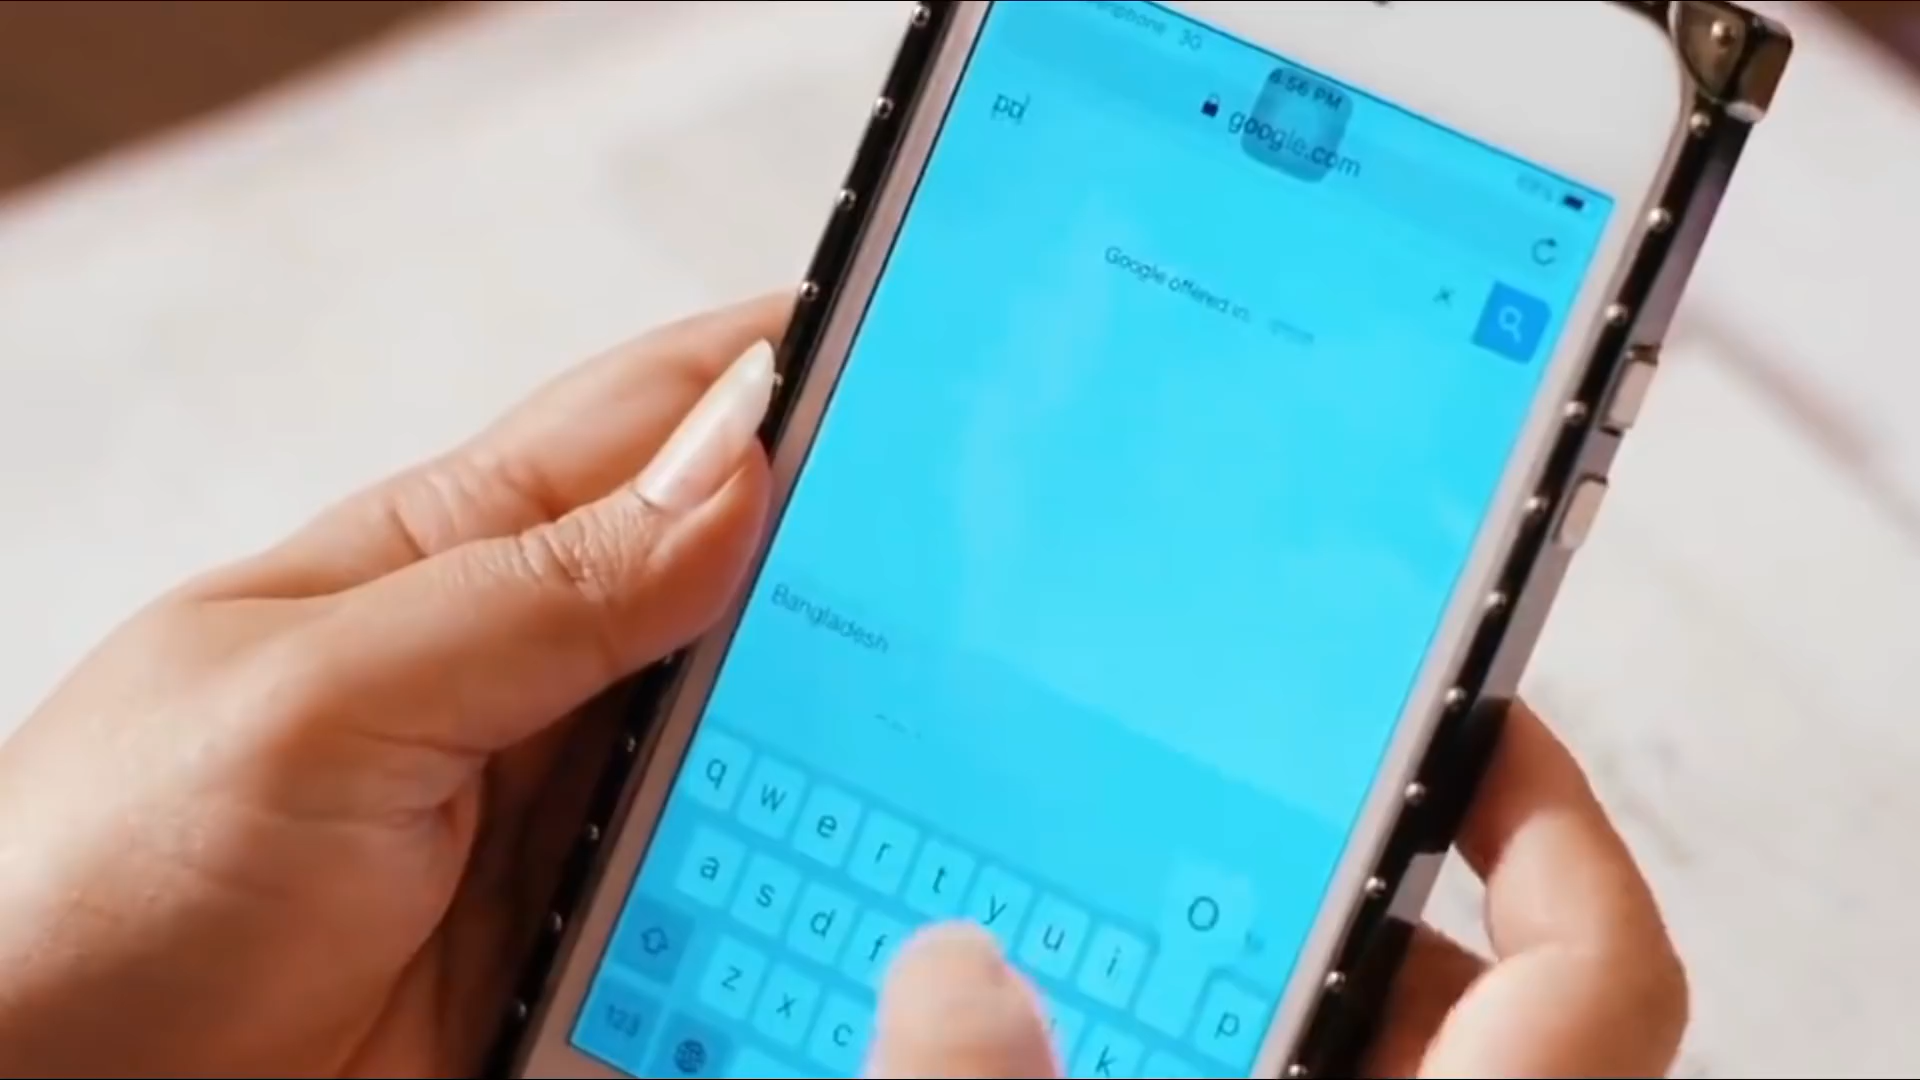 3G
6:56 PM
google.com
Google offered in:
Bangladesh
q w e r t y u i O p
a s d f k
z x c
123